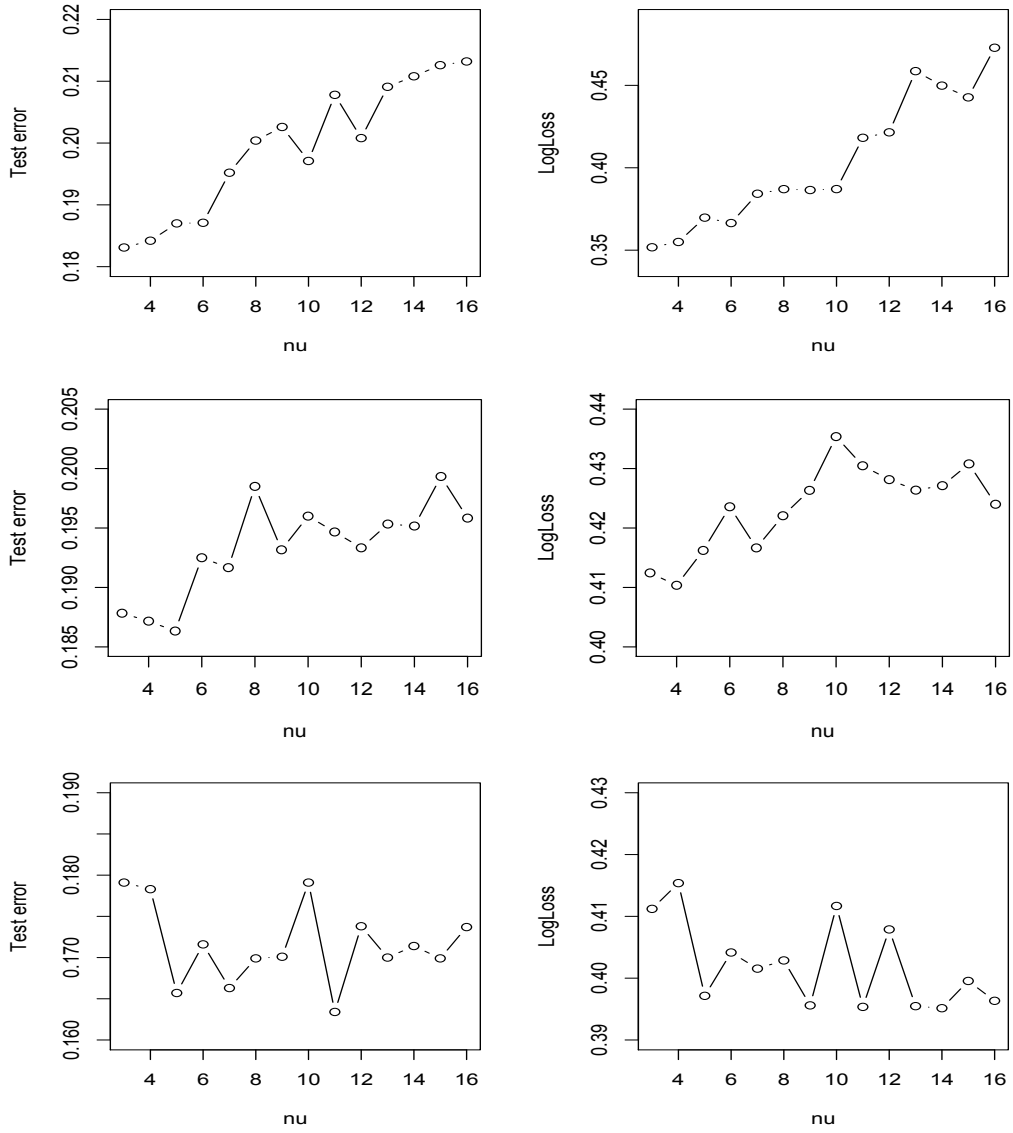 Test error
0.18 0.19 0.20 0.21 0.22
4 6 8 10 12 14 16
nu
LogLoss
0.35 0.40 0.45
4 6 8 10 12 14 16
nu
Test error
0.185 0.190 0.195 0.200 0.205
4 6 8 10 12 14 16
nu
LogLoss
0.40 0.41 0.42 0.43 0.44
4 6 8 10 12 14 16
nu
Test error
0.160 0.170 0.180 0.190
4 6 8 10 12 14 16
nu
LogLoss
0.39 0.40 0.41 0.42 0.43
4 6 8 10 12 14 16
nu